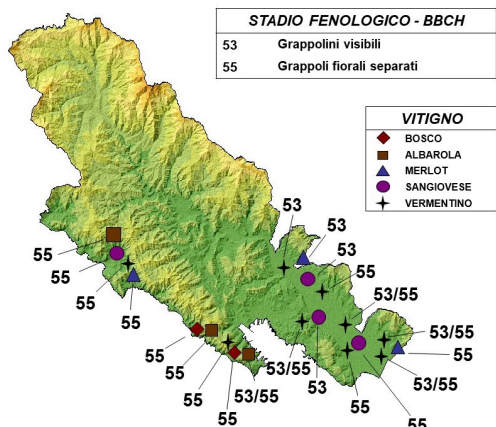 STADIO FENOLOGICO - BBCH
53 Grappolini visibili
55 Grappoli fiorali separati
VITIGNO
BOSCO
ALBAROLA
MERLOT
SANGIOVESE
VERMENTINO
53
53
53
55
55
53/55
55
55
55
53/55
55
55
53/55
53
55
53/55
55
55
53/55
55
55